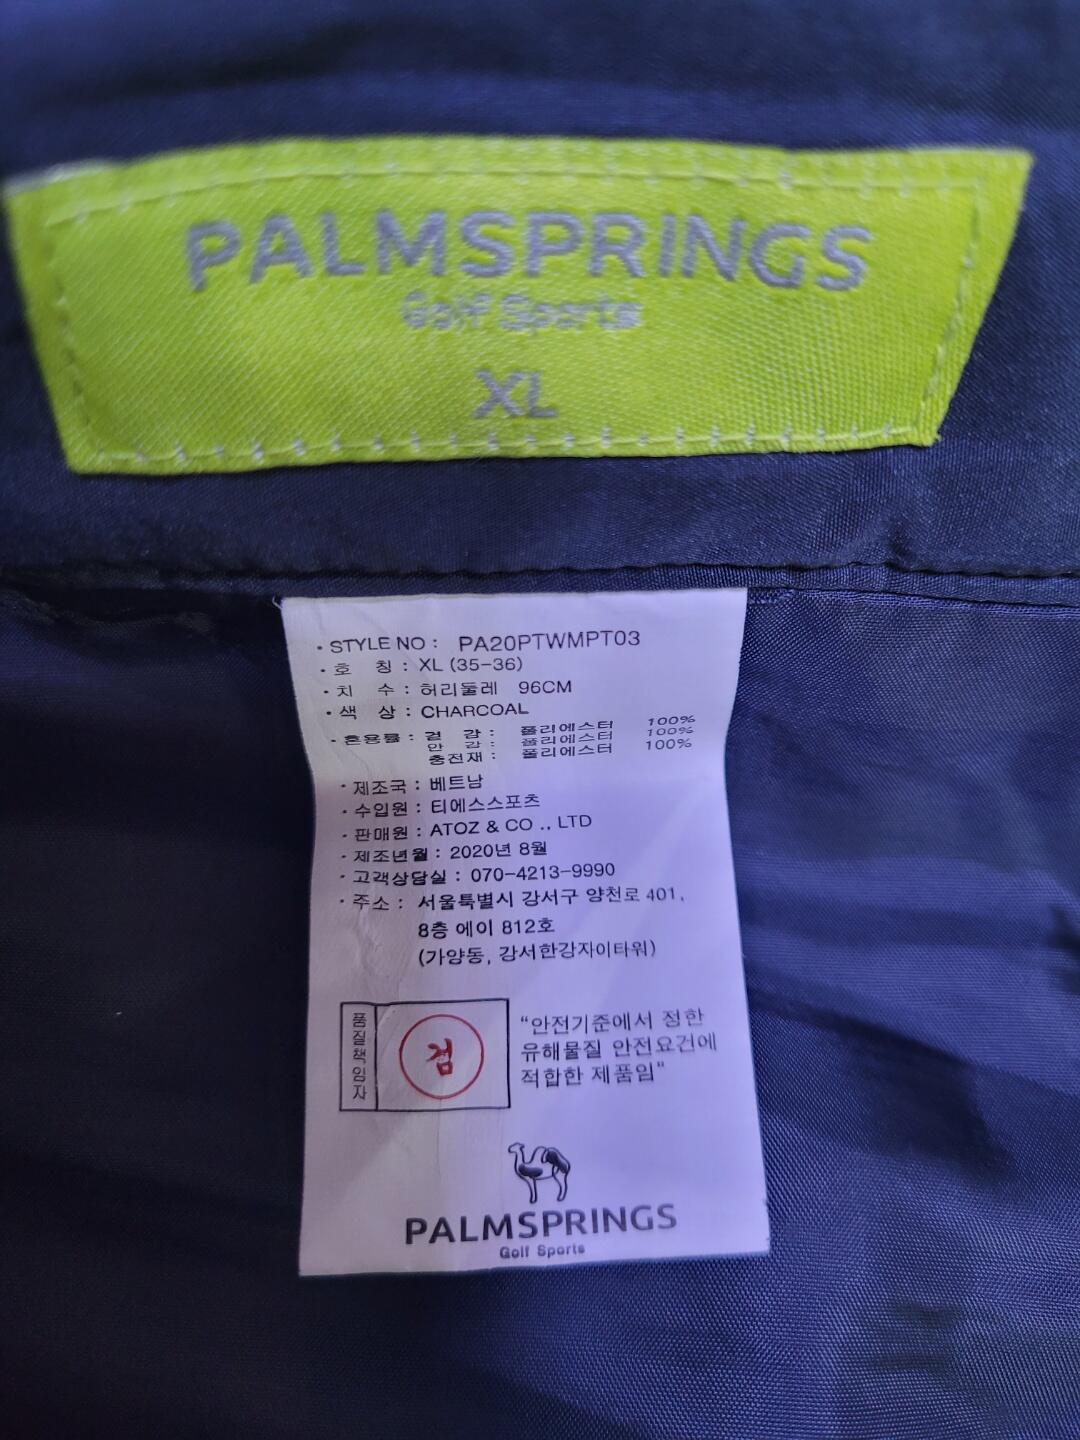 PALMSPRINGS
Golf Sports
XL
· STYLE NO : PA20PTWMPT03
· 호 칭 : XL (35-36)
· 치 수 : 허리둘레 96CM
· 색 상 : CHARCOAL
· 혼용률 : 겉 감 : 폴리에스터 100%
안 감 : 폴리에스터 100%
충전재 : 폴리에스터 100%
· 제조국 : 베트남
· 수입원 : 티에스스포츠
· 판매원 : ATOZ & CO ., LTD
· 제조년월 : 2020년 8월
· 고객상담실 : 070-4213-9990
· 주소 : 서울특별시 강서구 양천로 401,
8층 에이 812호
(가양동, 강서한강자이타워)
품질책임자
검
"안전기준에서 정한
유해물질 안전요건에
적합한 제품임"
PALMSPRINGS
Golf Sports